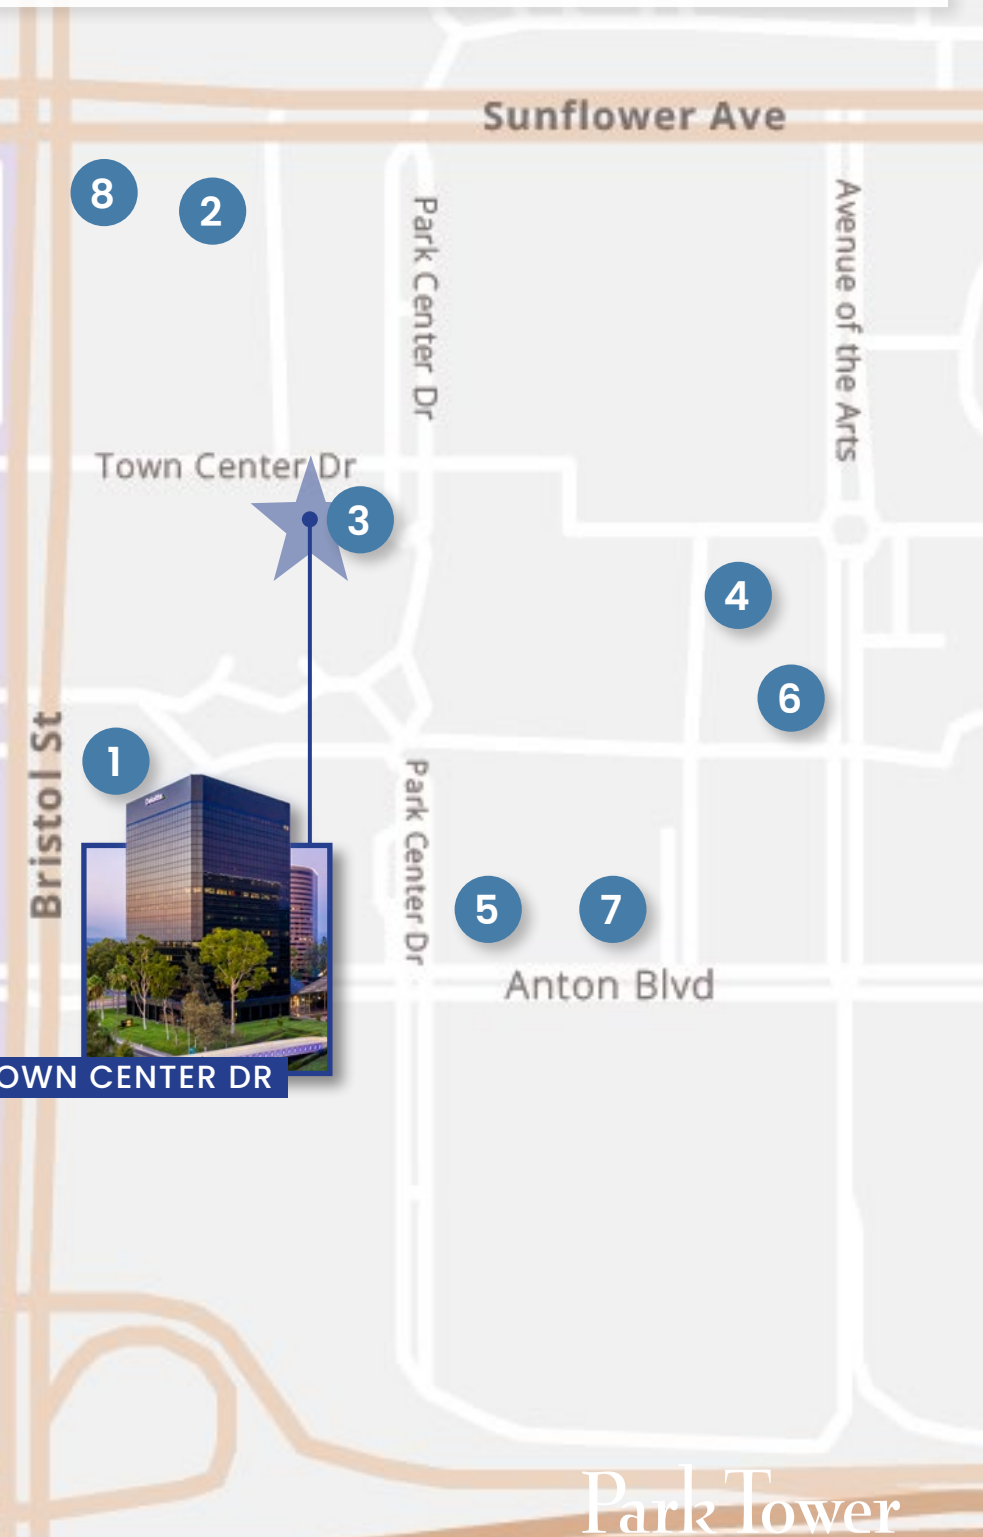 Sunflower Ave
8
2
Park Center Dr
Avenue of the Arts
Town Center Dr
3
4
6
Bristol St
1
Deloitte
Park Center Dr
5
7
Anton Blvd
OWN CENTER DR
Park Tower